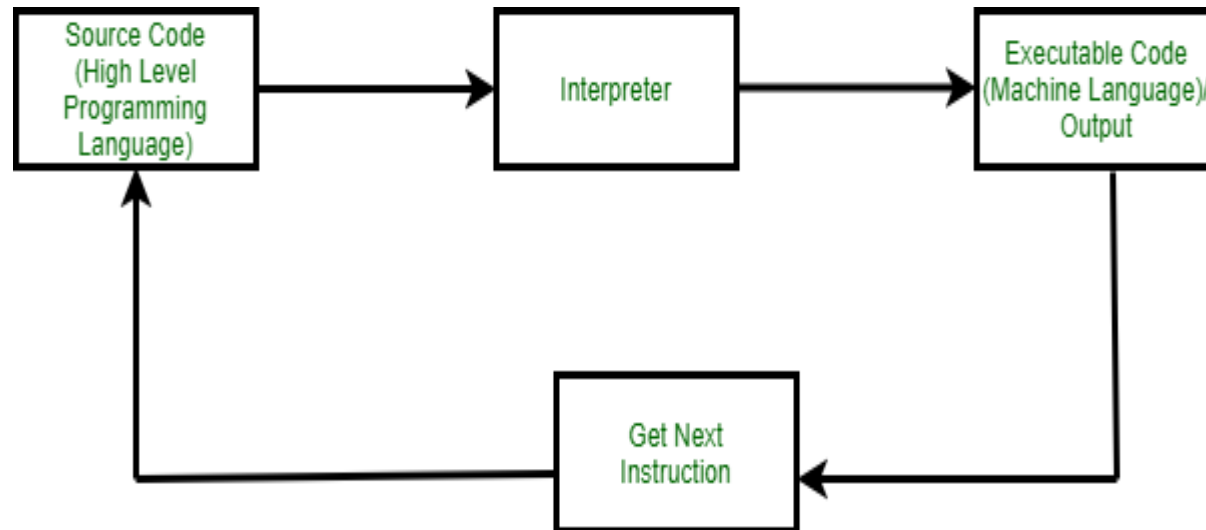 Source Code
(High Level
Programming
Language)
Interpreter
Executable Code
(Machine Language)/
Output
Get Next
Instruction